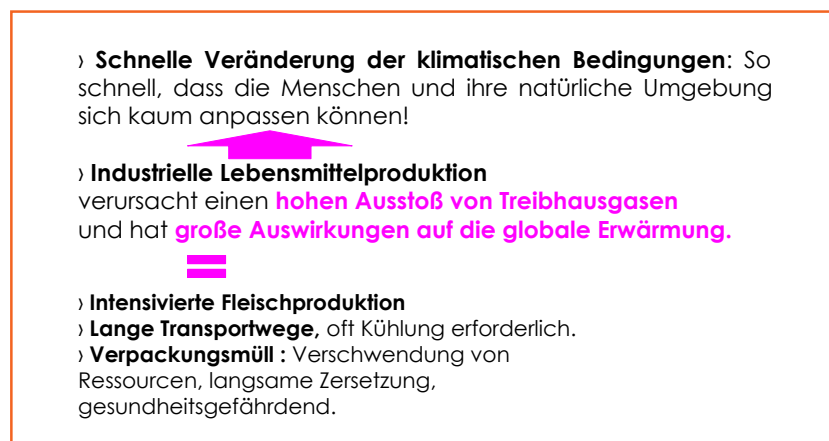 › Schnelle Veränderung der klimatischen Bedingungen: So
schnell, dass die Menschen und ihre natürliche Umgebung
sich kaum anpassen können!
› Industrielle Lebensmittelproduktion
verursacht einen hohen Ausstoß von Treibhausgasen
und hat große Auswirkungen auf die globale Erwärmung.
› Intensivierte Fleischproduktion
› Lange Transportwege, oft Kühlung erforderlich.
› Verpackungsmüll : Verschwendung von
Ressourcen, langsame Zersetzung,
gesundheitsgefährdend.